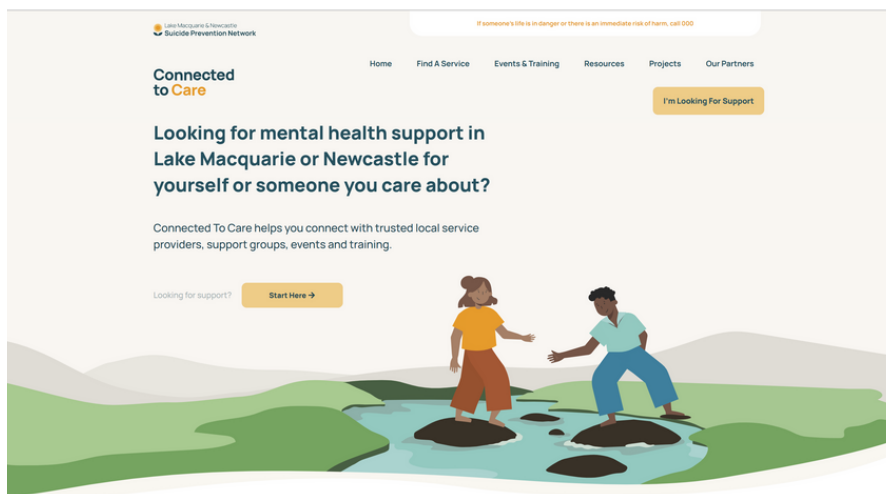 Lake Macquarie & Newcastle
Suicide Prevention Network
If someone's life is in danger or there is an immediate risk of harm, call 000
Home Find A Service Events & Training Resources Projects Our Partners
Connected
to Care
I'm Looking For Support
Looking for mental health support in
Lake Macquarie or Newcastle for
yourself or someone you care about?
Connected To Care helps you connect with trusted local service
providers, support groups, events and training.
Looking for support? Start Here →